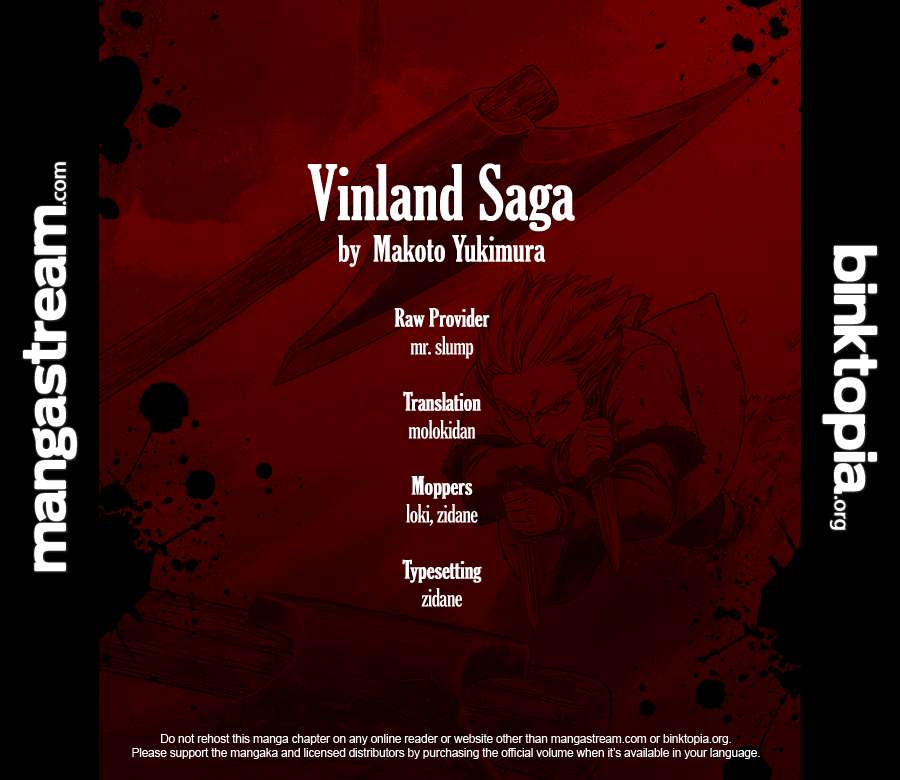 mangastream.com
Vinland Saga
by Makoto Yukimura
Raw Provider
mr. slump
Translation
molokidan
Moppers
loki, zidane
Typesetting
zidane
binktopia.org
Do not rehost this manga chapter on any online reader or website other than mangastream.com or binktopia.org.
Please support the mangaka and licensed distributors by purchasing the official volume when it's available in your language.